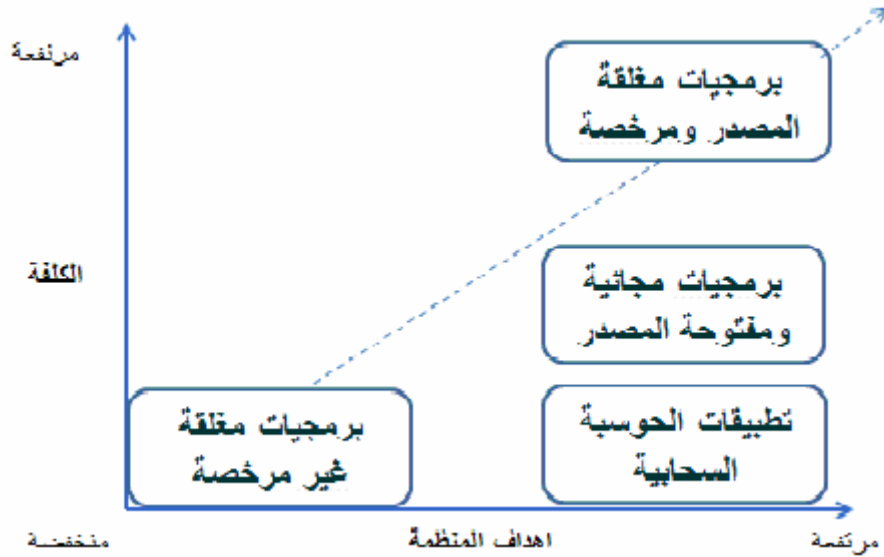 مرتفعة
برمجيات مغلقة
المصدر ومرخصة
الكلفة
برمجيات مجانية
ومفتوحة المصدر
برمجيات مغلقة
غير مرخصة
تطبيقات الحوسبة
السحابية
منخفضة
اهداف المنظمة
مرتفعة